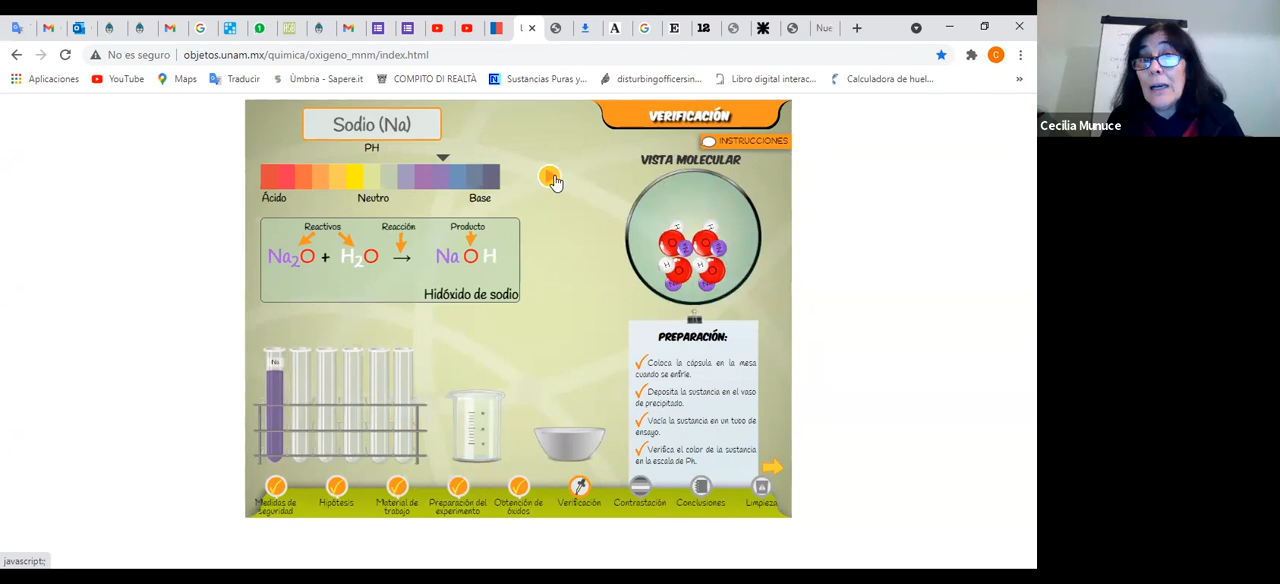 L
A
G
E
12
Nue
No es seguro
objetos.unam.mx/quimica/oxigeno_mnm/index.html
C
Aplicaciones
YouTube
Maps
Traducir
Úmbria - Sapere.it
COMPITO DI REALTÀ
Sustancias Puras y...
disturbingofficersin...
Libro digital interac...
Calculadora de huel...
»
Cecilia Munuce
Sodio (Na)
PH
Ácido
Neutro
Base
VERIFICACIÓN
INSTRUCCIONES
VISTA MOLECULAR
Reactivos
Reacción
Producto
Na2O + H2O → Na O H
Hidóxido de sodio
H H
O O
H H
O O
Na
PREPARACIÓN:
Coloca la cápsula en la mesa
cuando se enfríe.
Deposita la sustancia en el vaso
de precipitado.
Vacía la sustancia en un tubo de
ensayo.
Verifica el color de la sustancia
en la escala de Ph.
Medidas de
seguridad
Hipótesis
Material de
trabajo
Preparación del
experimento
Obtención de
óxidos
Verificación
Contrastación
Conclusiones
Limpieza
javascript:;